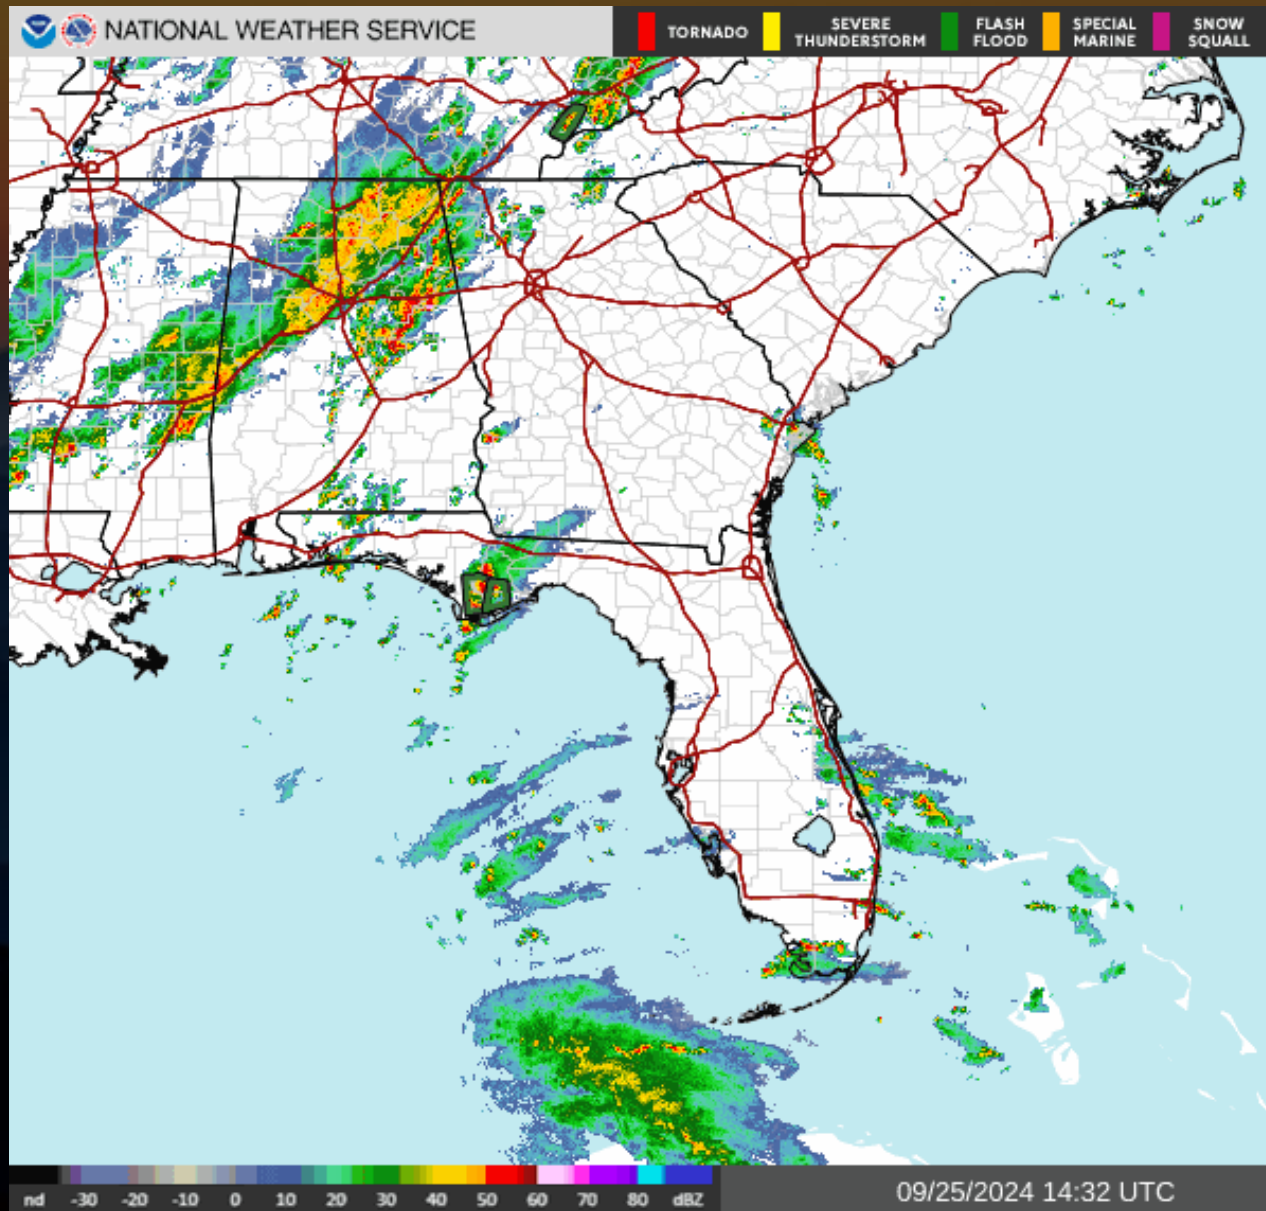 NATIONAL WEATHER SERVICE
TORNADO
SEVERE
THUNDERSTORM
FLASH
FLOOD
SPECIAL
MARINE
SNOW
SQUALL
nd -30 -20 -10 0 10 20 30 40 50 60 70 80 dBZ
09/25/2024 14:32 UTC